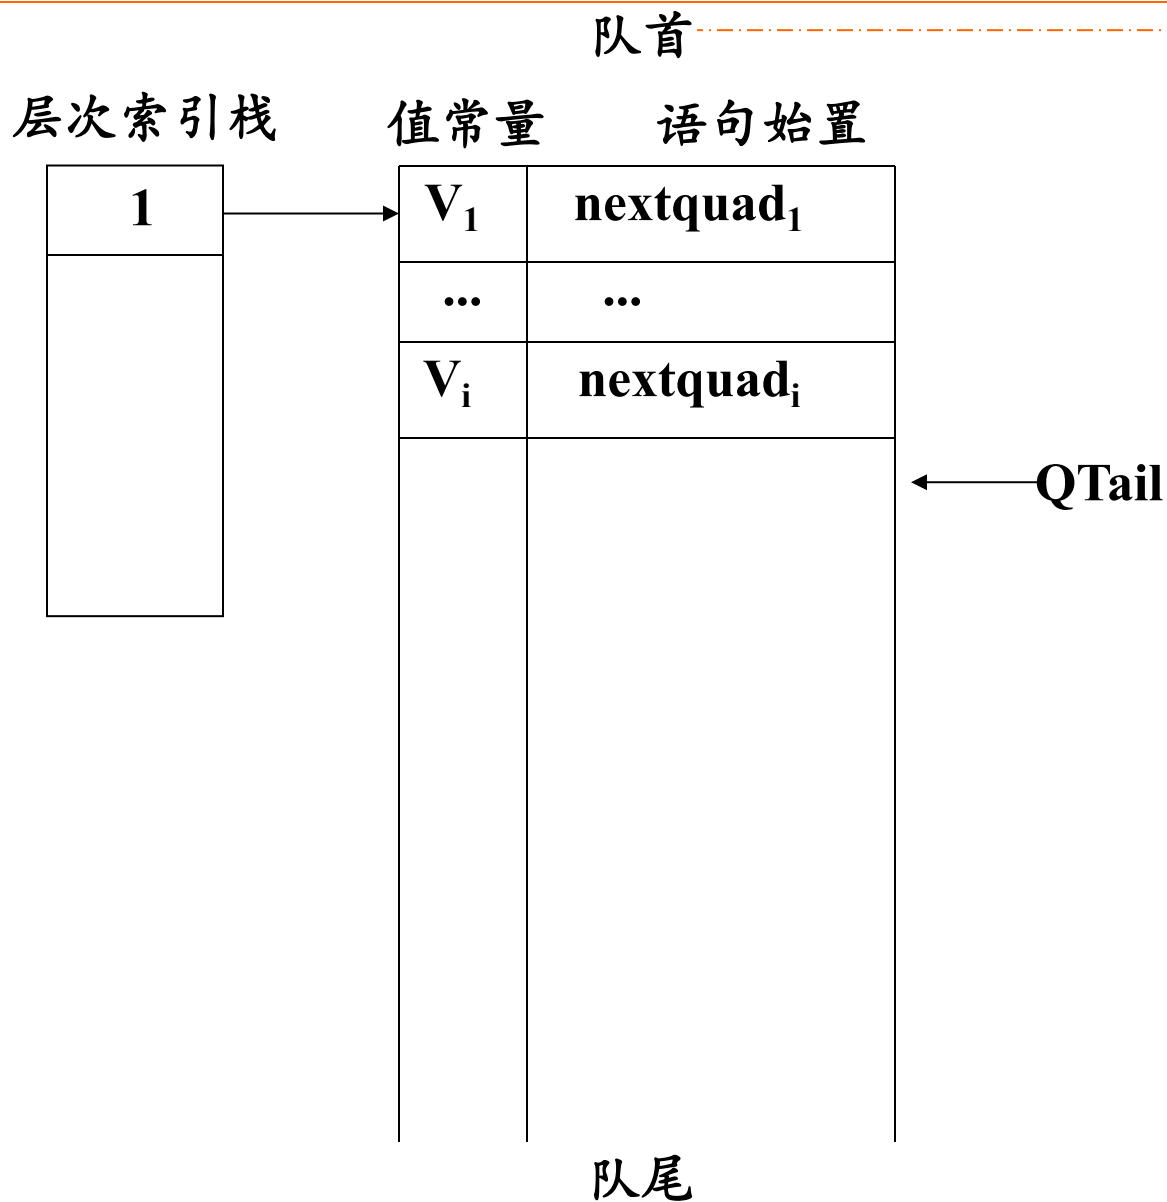 队首
层次索引栈 值常量 语句始置
1 V1 nextquad1
... ...
Vi nextquadi
QTail
队尾